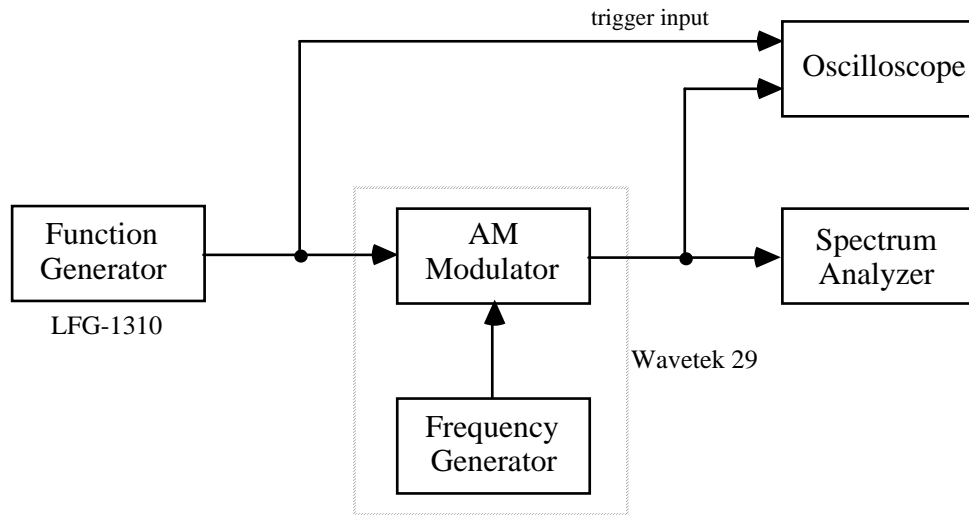 trigger input
Oscilloscope
Function
Generator
LFG-1310
AM
Modulator
Spectrum
Analyzer
Wavetek 29
Frequency
Generator